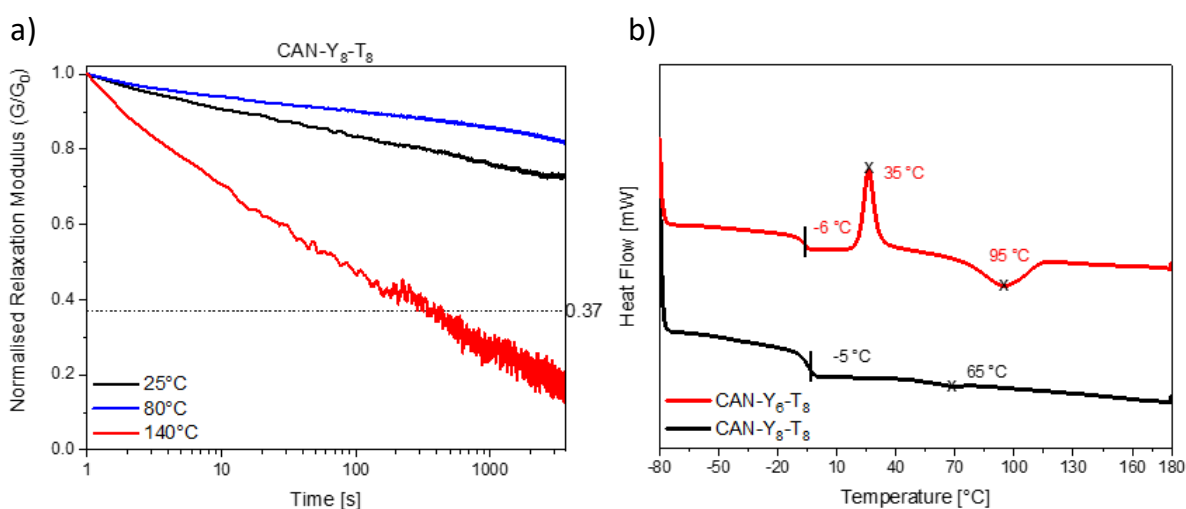 a)
CAN-Y₈-T₈
Normalised Relaxation Modulus (G/G₀)
1.0
0.8
0.6
0.4
0.2
0.0
0.37
25°C
80°C
140°C
1
10
100
1000
Time [s]
b)
Heat Flow [mW]
35 °C
-6 °C
95 °C
-5 °C
65 °C
CAN-Y₆-T₈
CAN-Y₈-T₈
-80 -50 -20 10 40 70 100 130 160 180
Temperature [°C]